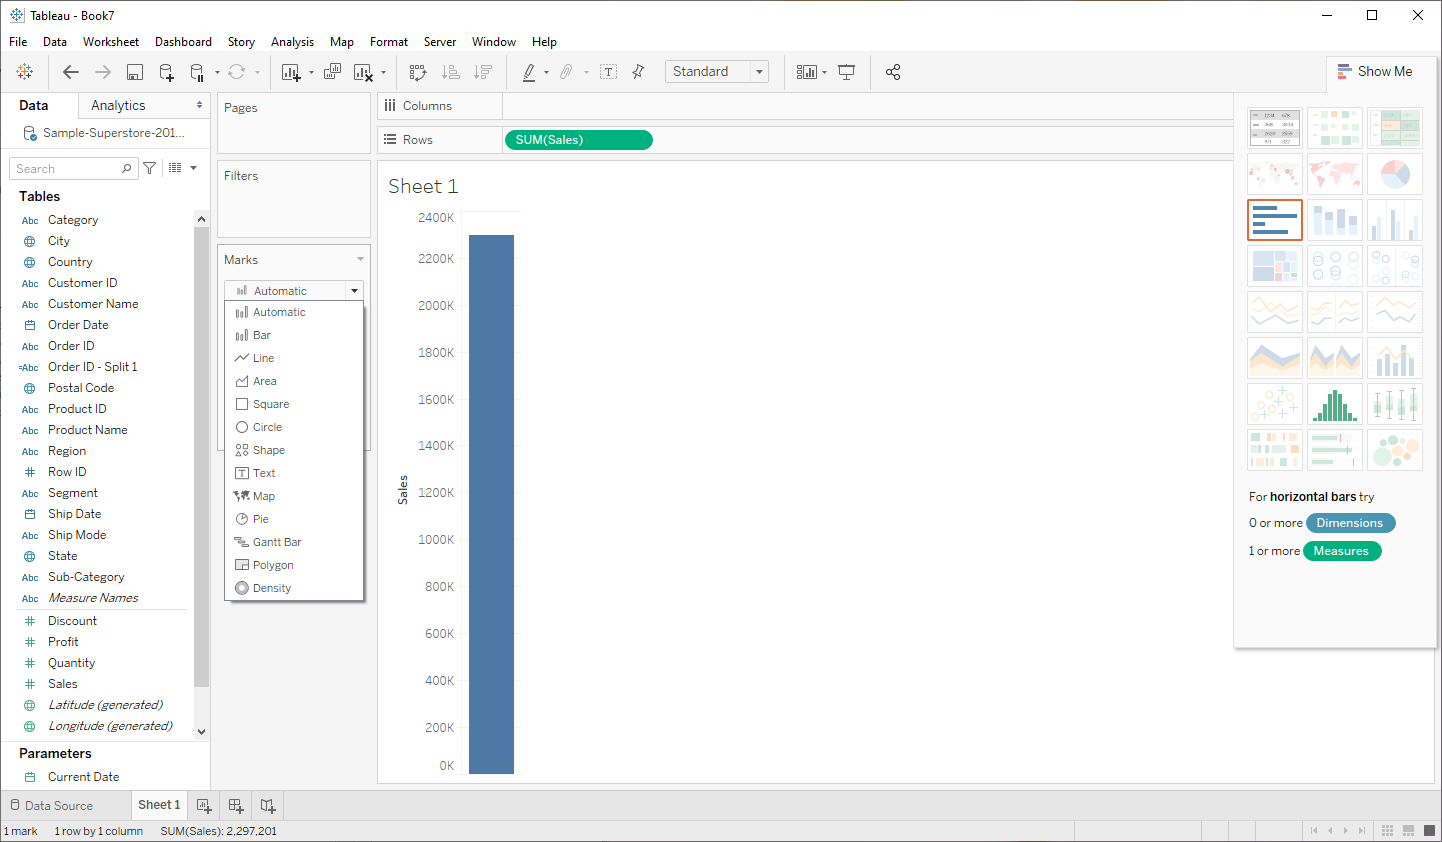 Tableau - Book7
File Data Worksheet Dashboard Story Analysis Map Format Server Window Help
Standard
Show Me
Data Analytics
Sample-Superstore-201...
Search
Tables
Abc Category
City
Country
Abc Customer ID
Abc Customer Name
Order Date
Abc Order ID
=Abc Order ID - Split 1
Postal Code
Abc Product ID
Abc Product Name
Abc Region
# Row ID
Abc Segment
Ship Date
Abc Ship Mode
State
Abc Sub-Category
Abc Measure Names
# Discount
# Profit
# Quantity
# Sales
Latitude (generated)
Longitude (generated)
Parameters
Current Date
Pages
Filters
Marks
Automatic
Automatic
Bar
Line
Area
Square
Circle
Shape
Text
Map
Pie
Gantt Bar
Polygon
Density
Columns
Rows SUM(Sales)
Sheet 1
2400K
2200K
2000K
1800K
1600K
1400K
1200K
1000K
800K
600K
400K
200K
0K
Sales
For horizontal bars try
0 or more Dimensions
1 or more Measures
Data Source Sheet 1
1 mark 1 row by 1 column SUM(Sales): 2,297,201